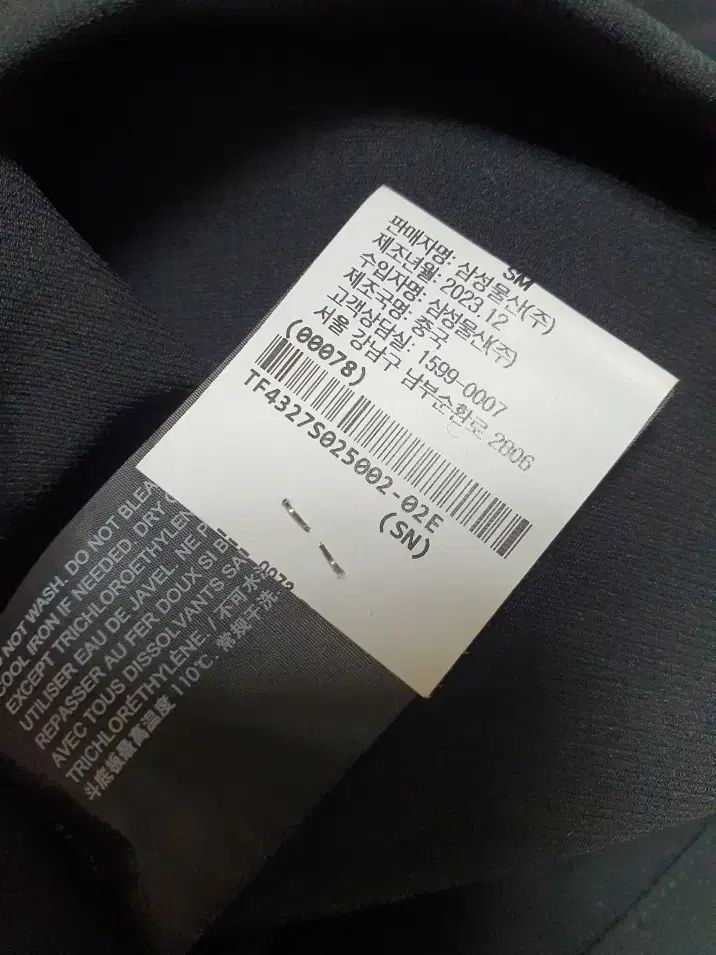 SM
판매자명: 삼성물산(주)
제조년월: 2023.12
수입자명: 삼성물산(주)
제조국명: 중국
고객상담실: 1599-0007
서울 강남구 남부순환로 2806
(00078)
TF4327S025002-02E
(SN)
NOT WASH. DO NOT BLEA
COOL IRON IF NEEDED. DRY
EXCEPT TRICHLOROETHYLEN
UTILISER EAU DE JAVEL. NE P
REPASSER AU FER DOUX SI B
AVEC TOUS DISSOLVANTS SA
TRICHLORÉTHYLÈNE. / 不可水
斗底板最高温度 110℃. 常规干洗.